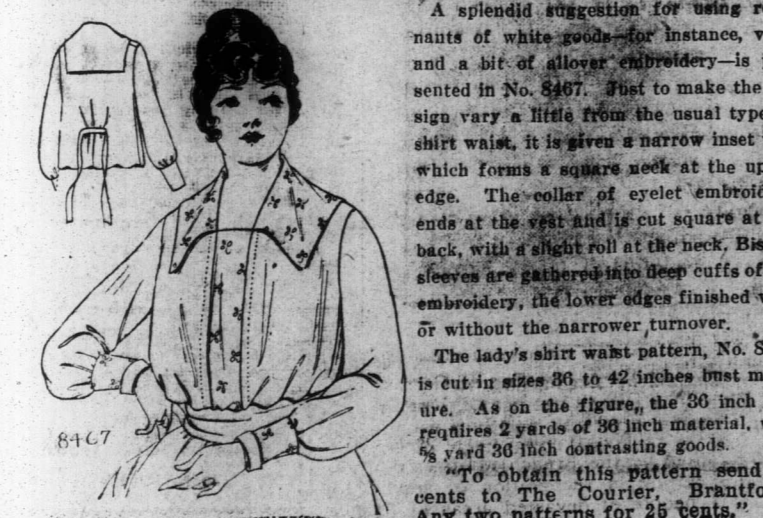 8467
A splendid suggestion for using
nants of white goods—for instance,
and a bit of allover embroidery—is
sented in No. 8467. Just to make the
sign vary a little from the usual type
shirt waist, it is given a narrow inset
which forms a square neck at the up
edge. The collar of eyelet embroid
ends at the vest and is cut square at
back, with a slight roll at the neck. Bis
sleeves are gathered into deep cuffs of
embroidery, the lower edges finished
or without the narrower turnover.
The lady's shirt waist pattern, No. 8
is cut in sizes 36 to 42 inches bust m
ure. As on the figure, the 36 inch
requires 2 yards of 36 inch material,
⅝ yard 36 inch contrasting goods.
"To obtain this pattern send
cents to The Courier, Brantfo
Any two patterns for 25 cents."